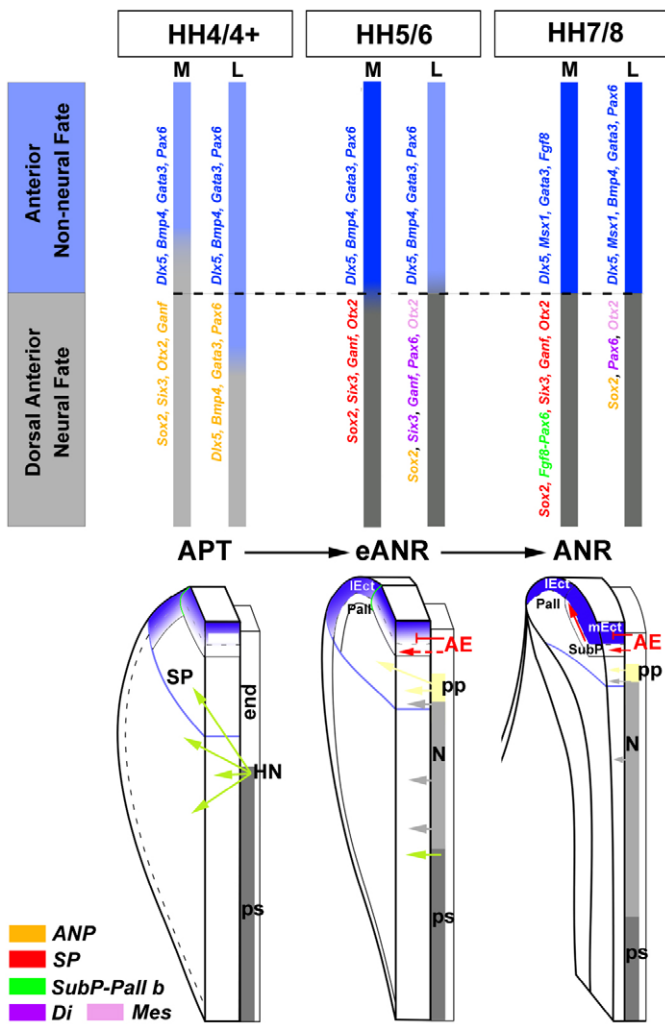 HH4/4+
HH5/6
HH7/8
M
L
M
L
M
L
Anterior
Non-neural Fate
Dlx5, Bmp4, Gata3, Pax6
Dlx5, Bmp4, Gata3, Pax6
Dlx5, Bmp4, Gata3, Pax6
Dlx5, Bmp4, Gata3, Pax6
Dlx5, Msx1, Gata3, Fgf8
Dlx5, Msx1, Bmp4, Gata3, Pax6
Dorsal Anterior
Neural Fate
Sox2, Six3, Otx2, Ganf
Dlx5, Bmp4, Gata3, Pax6
Sox2, Six3, Ganf, Otx2
Sox2, Six3, Ganf, Pax6, Otx2
Sox2, Fgf8-Pax6, Six3, Ganf, Otx2
Sox2, Pax6, Otx2
APT
eANR
ANR
SP
end
HN
ps
lEct
Pall
AE
pp
N
ps
lEct
Pall
mEct
SubP
AE
pp
N
ps
ANP
SP
SubP-Pall b
Di
Mes